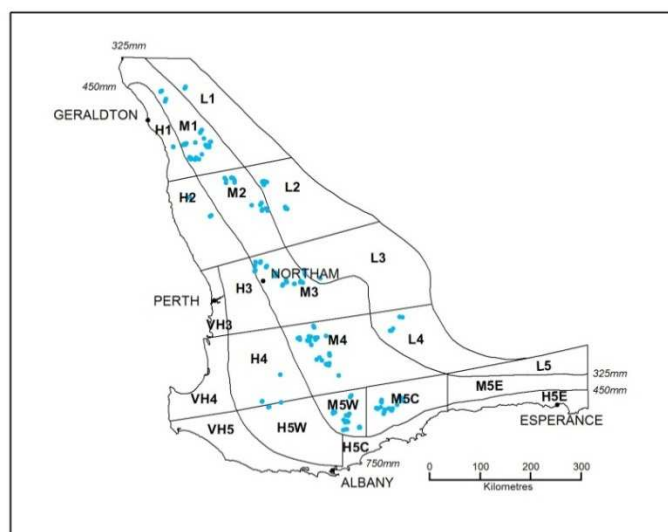 325mm
450mm
L1
GERALDTON
M1
H1
M2
L2
H2
L3
NORTHAM
H3
M3
PERTH
VH3
M4
L4
H4
L5
325mm
M5E
450mm
VH4
M5W
M5C
H5E
ESPERANCE
VH5
H5W
H5C
750mm
ALBANY
0 100 200 300
Kilometres